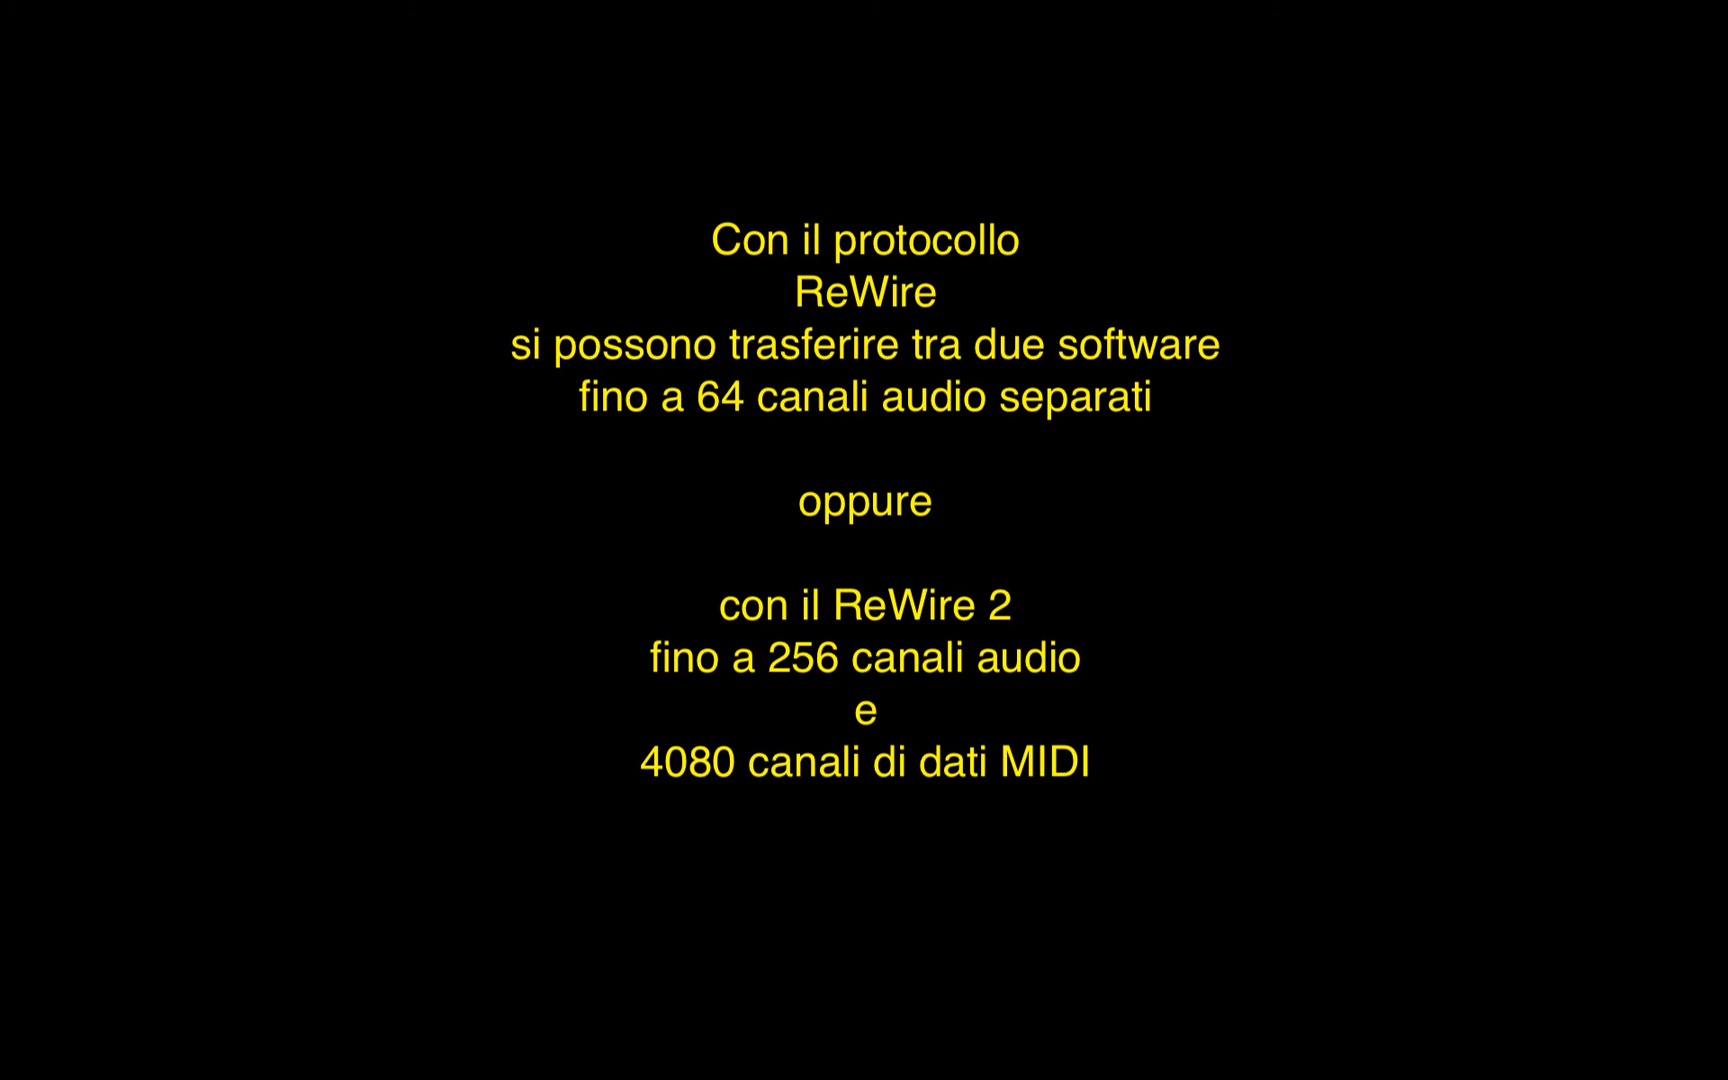 Con il protocollo
ReWire
si possono trasferire tra due software
fino a 64 canali audio separati
oppure
con il ReWire 2
fino a 256 canali audio
e
4080 canali di dati MIDI